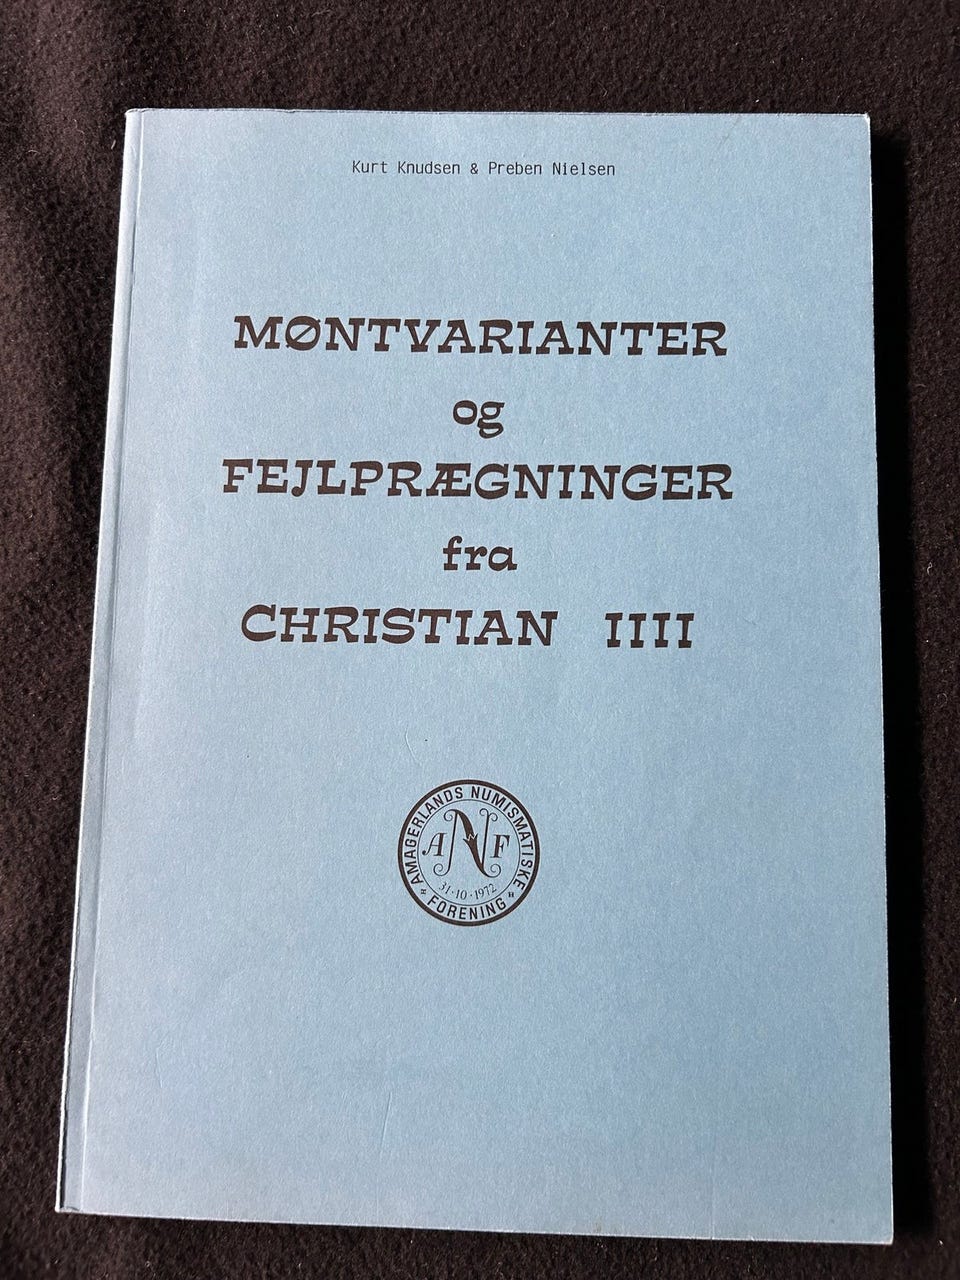 Kurt Knudsen & Preben Nielsen
MØNTVARIANTER
og
FEJLPRÆGNINGER
fra
CHRISTIAN IIII
AMAGERLANDS NUMISMATISKE
ANF
31·10·1972
FORENING